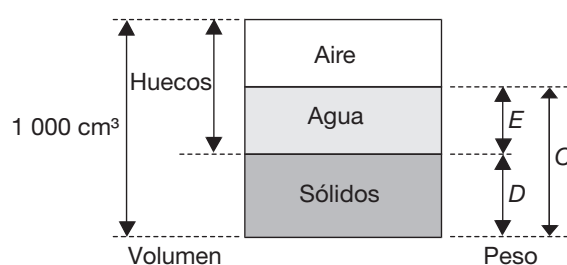 Aire
Huecos
1 000 cm³
Agua
E
C
Sólidos
D
Volumen
Peso